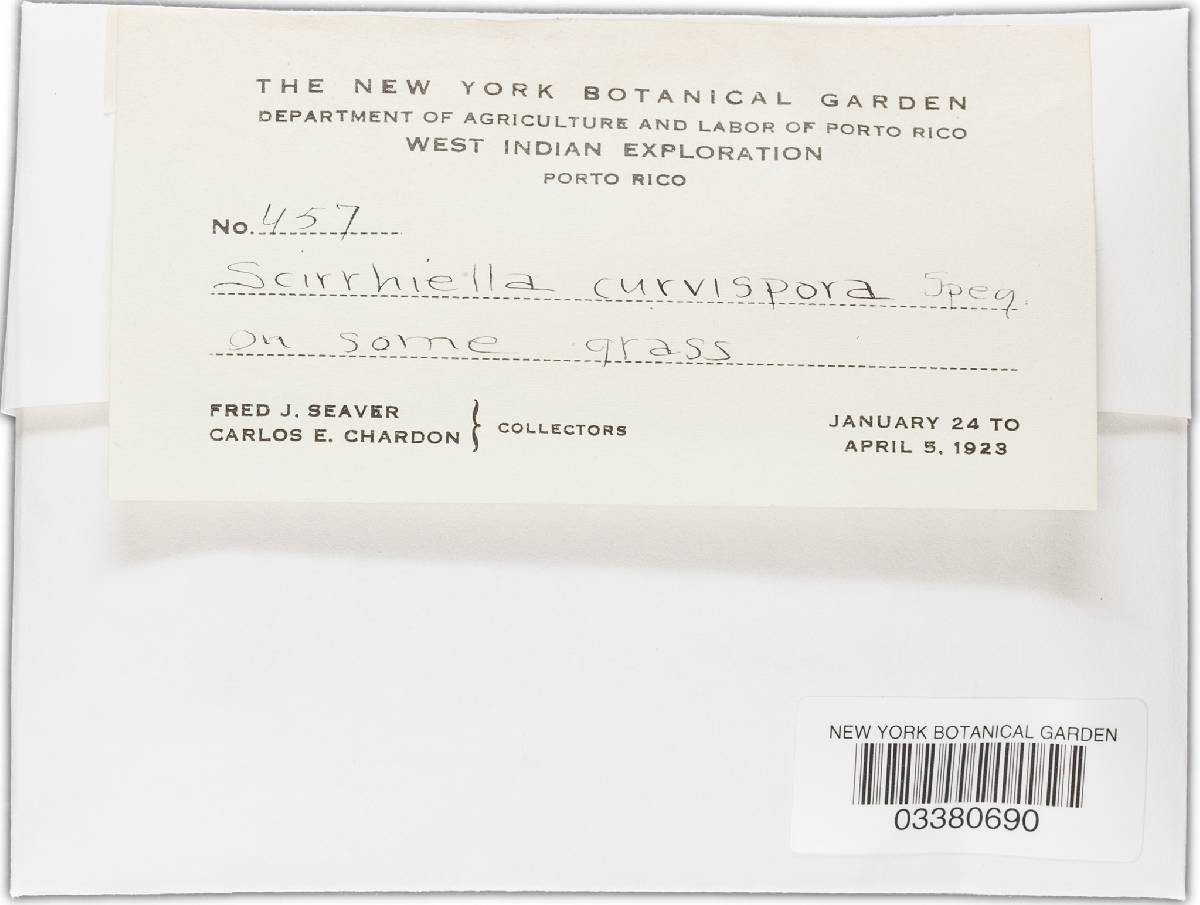 THE NEW YORK BOTANICAL GARDEN
DEPARTMENT OF AGRICULTURE AND LABOR OF PORTO RICO
WEST INDIAN EXPLORATION
PORTO RICO
No. 457
Scirrhiella curvispora Speg.
on some grass
FRED J. SEAVER
CARLOS E. CHARDON } COLLECTORS
JANUARY 24 TO
APRIL 5, 1923
NEW YORK BOTANICAL GARDEN
03380690